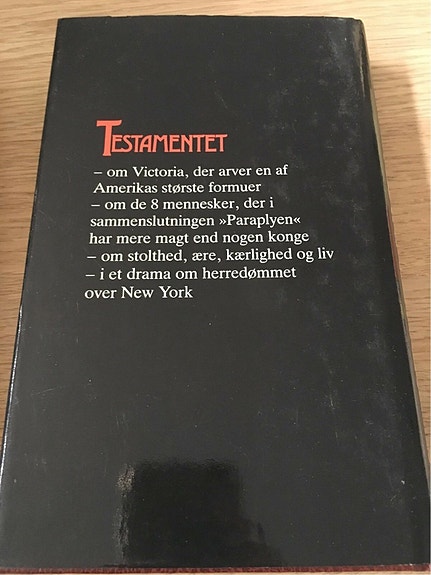 TESTAMENTET
– om Victoria, der arver en af
Amerikas største formuer
– om de 8 mennesker, der i
sammenslutningen »Paraplyen«
har mere magt end nogen konge
– om stolthed, ære, kærlighed og liv
– i et drama om herredømmet
over New York